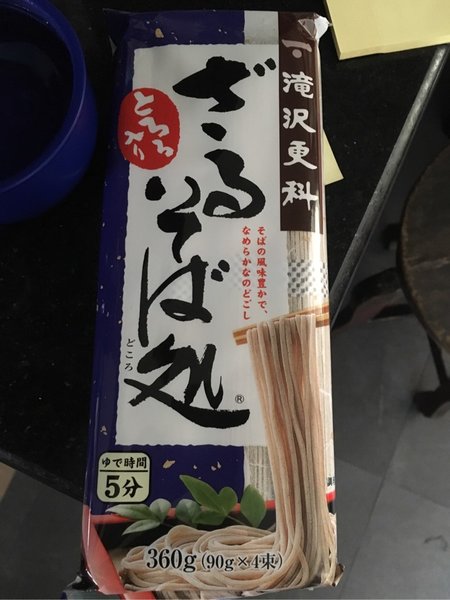 滝沢更科
ざるそば処
どころ
®
とろろ
入り
そばの風味豊かで、
なめらかなのどごし
ゆで時間
5分
360g(90g×4束)